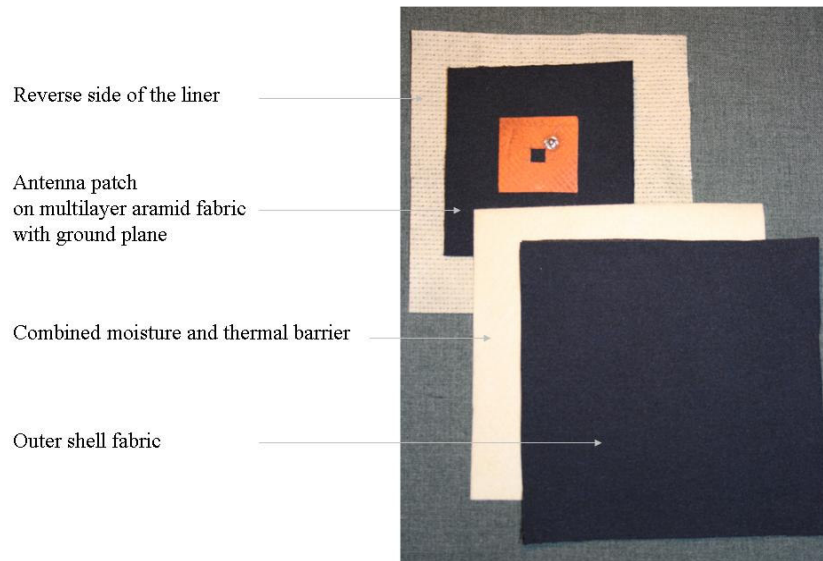 Reverse side of the liner
Antenna patch
on multilayer aramid fabric
with ground plane
Combined moisture and thermal barrier
Outer shell fabric